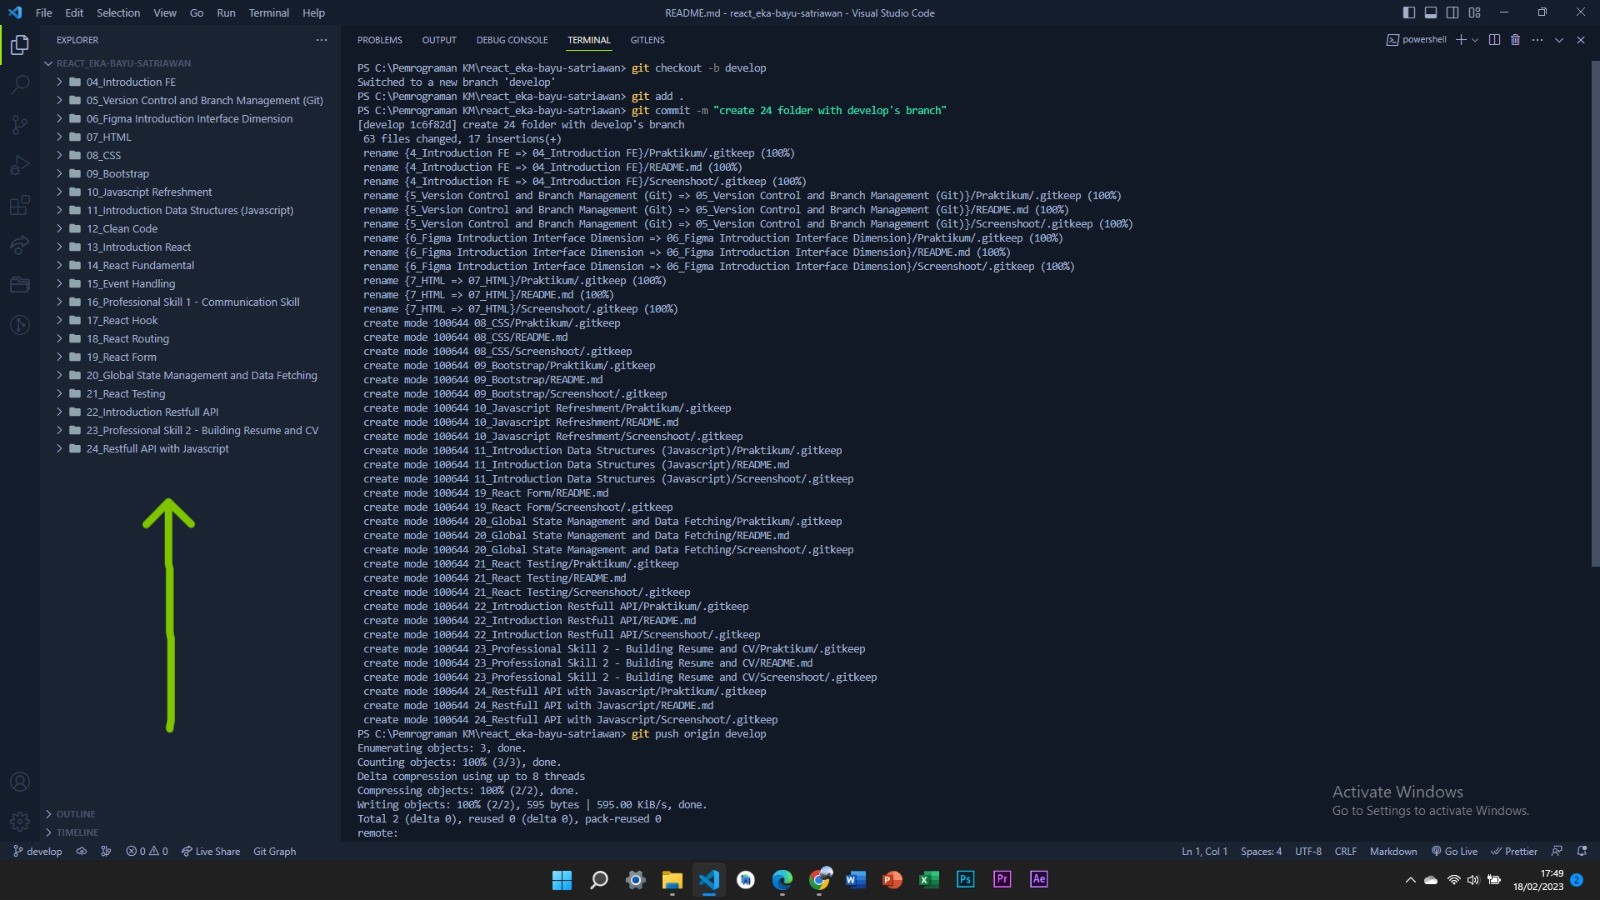 File Edit Selection View Go Run Terminal Help
README.md - react_eka-bayu-satriawan - Visual Studio Code
EXPLORER
REACT_EKA-BAYU-SATRIAWAN
04_Introduction FE
05_Version Control and Branch Management (Git)
06_Figma Introduction Interface Dimension
07_HTML
08_CSS
09_Bootstrap
10_Javascript Refreshment
11_Introduction Data Structures (Javascript)
12_Clean Code
13_Introduction React
14_React Fundamental
15_Event Handling
16_Professional Skill 1 - Communication Skill
17_React Hook
18_React Routing
19_React Form
20_Global State Management and Data Fetching
21_React Testing
22_Introduction Restfull API
23_Professional Skill 2 - Building Resume and CV
24_Restfull API with Javascript
OUTLINE
TIMELINE
PROBLEMS OUTPUT DEBUG CONSOLE TERMINAL GITLENS
powershell
PS C:\Pemrograman KM\react_eka-bayu-satriawan> git checkout -b develop
Switched to a new branch 'develop'
PS C:\Pemrograman KM\react_eka-bayu-satriawan> git add .
PS C:\Pemrograman KM\react_eka-bayu-satriawan> git commit -m "create 24 folder with develop's branch"
[develop 1c6f82d] create 24 folder with develop's branch
63 files changed, 17 insertions(+)
rename {4_Introduction FE => 04_Introduction FE}/Praktikum/.gitkeep (100%)
rename {4_Introduction FE => 04_Introduction FE}/README.md (100%)
rename {4_Introduction FE => 04_Introduction FE}/Screenshoot/.gitkeep (100%)
rename {5_Version Control and Branch Management (Git) => 05_Version Control and Branch Management (Git)}/Praktikum/.gitkeep (100%)
rename {5_Version Control and Branch Management (Git) => 05_Version Control and Branch Management (Git)}/README.md (100%)
rename {5_Version Control and Branch Management (Git) => 05_Version Control and Branch Management (Git)}/Screenshoot/.gitkeep (100%)
rename {6_Figma Introduction Interface Dimension => 06_Figma Introduction Interface Dimension}/Praktikum/.gitkeep (100%)
rename {6_Figma Introduction Interface Dimension => 06_Figma Introduction Interface Dimension}/README.md (100%)
rename {6_Figma Introduction Interface Dimension => 06_Figma Introduction Interface Dimension}/Screenshoot/.gitkeep (100%)
rename {7_HTML => 07_HTML}/Praktikum/.gitkeep (100%)
rename {7_HTML => 07_HTML}/README.md (100%)
rename {7_HTML => 07_HTML}/Screenshoot/.gitkeep (100%)
create mode 100644 08_CSS/Praktikum/.gitkeep
create mode 100644 08_CSS/README.md
create mode 100644 08_CSS/Screenshoot/.gitkeep
create mode 100644 09_Bootstrap/Praktikum/.gitkeep
create mode 100644 09_Bootstrap/README.md
create mode 100644 09_Bootstrap/Screenshoot/.gitkeep
create mode 100644 10_Javascript Refreshment/Praktikum/.gitkeep
create mode 100644 10_Javascript Refreshment/README.md
create mode 100644 10_Javascript Refreshment/Screenshoot/.gitkeep
create mode 100644 11_Introduction Data Structures (Javascript)/Praktikum/.gitkeep
create mode 100644 11_Introduction Data Structures (Javascript)/README.md
create mode 100644 11_Introduction Data Structures (Javascript)/Screenshoot/.gitkeep
create mode 100644 19_React Form/README.md
create mode 100644 19_React Form/Screenshoot/.gitkeep
create mode 100644 20_Global State Management and Data Fetching/Praktikum/.gitkeep
create mode 100644 20_Global State Management and Data Fetching/README.md
create mode 100644 20_Global State Management and Data Fetching/Screenshoot/.gitkeep
create mode 100644 21_React Testing/Praktikum/.gitkeep
create mode 100644 21_React Testing/README.md
create mode 100644 21_React Testing/Screenshoot/.gitkeep
create mode 100644 22_Introduction Restfull API/Praktikum/.gitkeep
create mode 100644 22_Introduction Restfull API/README.md
create mode 100644 22_Introduction Restfull API/Screenshoot/.gitkeep
create mode 100644 23_Professional Skill 2 - Building Resume and CV/Praktikum/.gitkeep
create mode 100644 23_Professional Skill 2 - Building Resume and CV/README.md
create mode 100644 23_Professional Skill 2 - Building Resume and CV/Screenshoot/.gitkeep
create mode 100644 24_Restfull API with Javascript/Praktikum/.gitkeep
create mode 100644 24_Restfull API with Javascript/README.md
create mode 100644 24_Restfull API with Javascript/Screenshoot/.gitkeep
PS C:\Pemrograman KM\react_eka-bayu-satriawan> git push origin develop
Enumerating objects: 3, done.
Counting objects: 100% (3/3), done.
Delta compression using up to 8 threads
Compressing objects: 100% (2/2), done.
Writing objects: 100% (2/2), 595 bytes | 595.00 KiB/s, done.
Total 2 (delta 0), reused 0 (delta 0), pack-reused 0
remote:
Activate Windows
Go to Settings to activate Windows.
develop 0 0 Live Share Git Graph
Ln 1, Col 1 Spaces: 4 UTF-8 CRLF Markdown Go Live Prettier
W P X Ps Pr Ae
17:49
18/02/2023
2